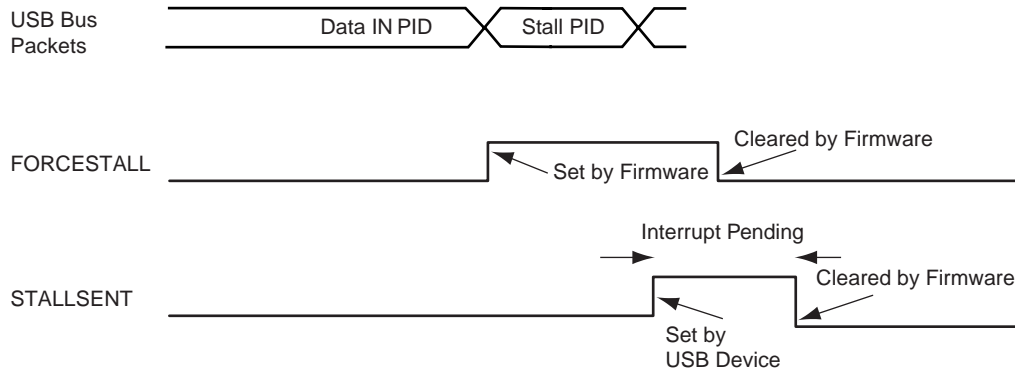 USB Bus
Packets
Data IN PID
Stall PID
FORCESTALL
Set by Firmware
Cleared by Firmware
Interrupt Pending
STALLSENT
Cleared by Firmware
Set by
USB Device